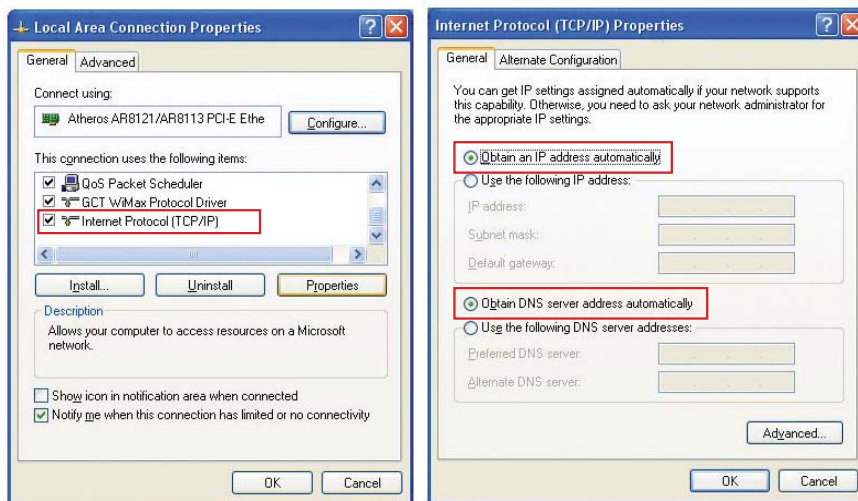 Local Area Connection Properties
General Advanced
Connect using:
Atheros AR8121/AR8113 PCI-E Ethe
Configure...
This connection uses the following items:
QoS Packet Scheduler
GCT WiMax Protocol Driver
Internet Protocol (TCP/IP)
Install... Uninstall Properties
Description
Allows your computer to access resources on a Microsoft
network.
Show icon in notification area when connected
Notify me when this connection has limited or no connectivity
OK Cancel
Internet Protocol (TCP/IP) Properties
General Alternate Configuration
You can get IP settings assigned automatically if your network supports
this capability. Otherwise, you need to ask your network administrator for
the appropriate IP settings.
Obtain an IP address automatically
Use the following IP address:
IP address:
Subnet mask:
Default gateway:
Obtain DNS server address automatically
Use the following DNS server addresses:
Preferred DNS server:
Alternate DNS server:
Advanced...
OK Cancel